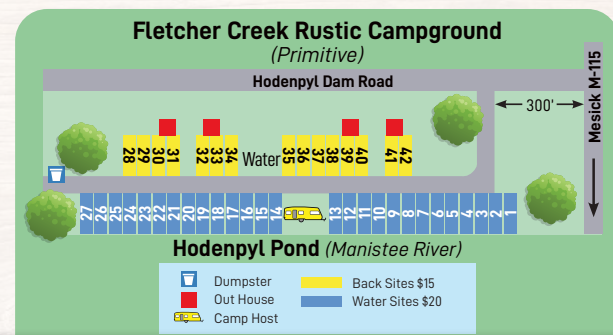 Fletcher Creek Rustic Campground
(Primitive)
Hodenpyl Dam Road
Mesick M-115
300'
28 29 30 31 32 33 34 Water 35 36 37 38 39 40 41 42
27 26 25 24 23 22 21 20 19 18 17 16 15 14 13 12 11 10 9 8 7 6 5 4 3 2 1
Hodenpyl Pond (Manistee River)
Dumpster
Back Sites $15
Out House
Water Sites $20
Camp Host